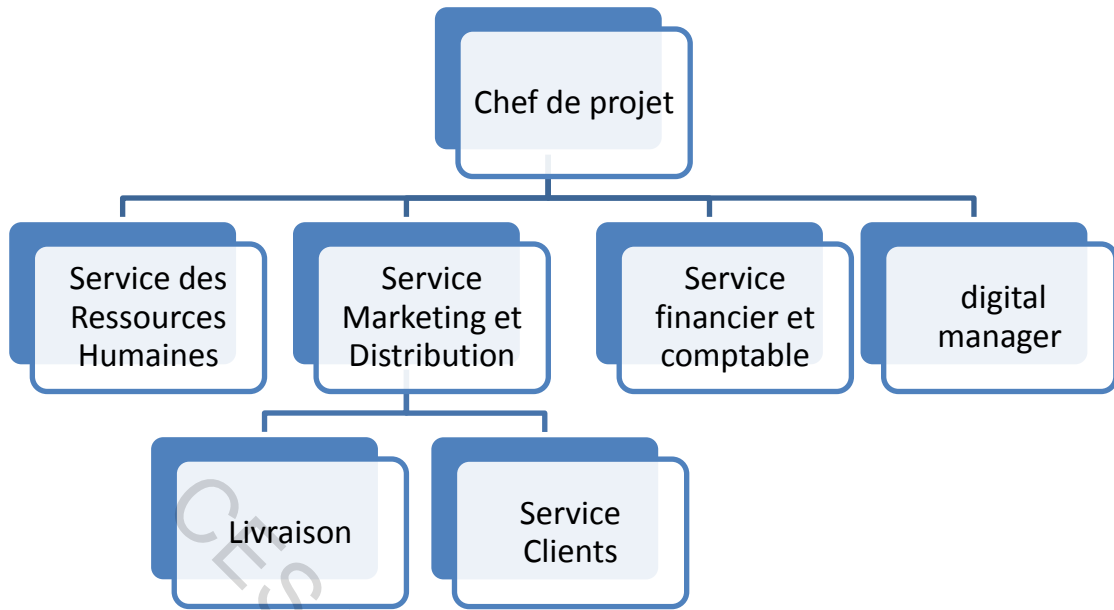 Chef de projet
Service des
Ressources
Humaines
Service
Marketing et
Distribution
Service
financier et
comptable
digital
manager
Livraison
Service
Clients
CES